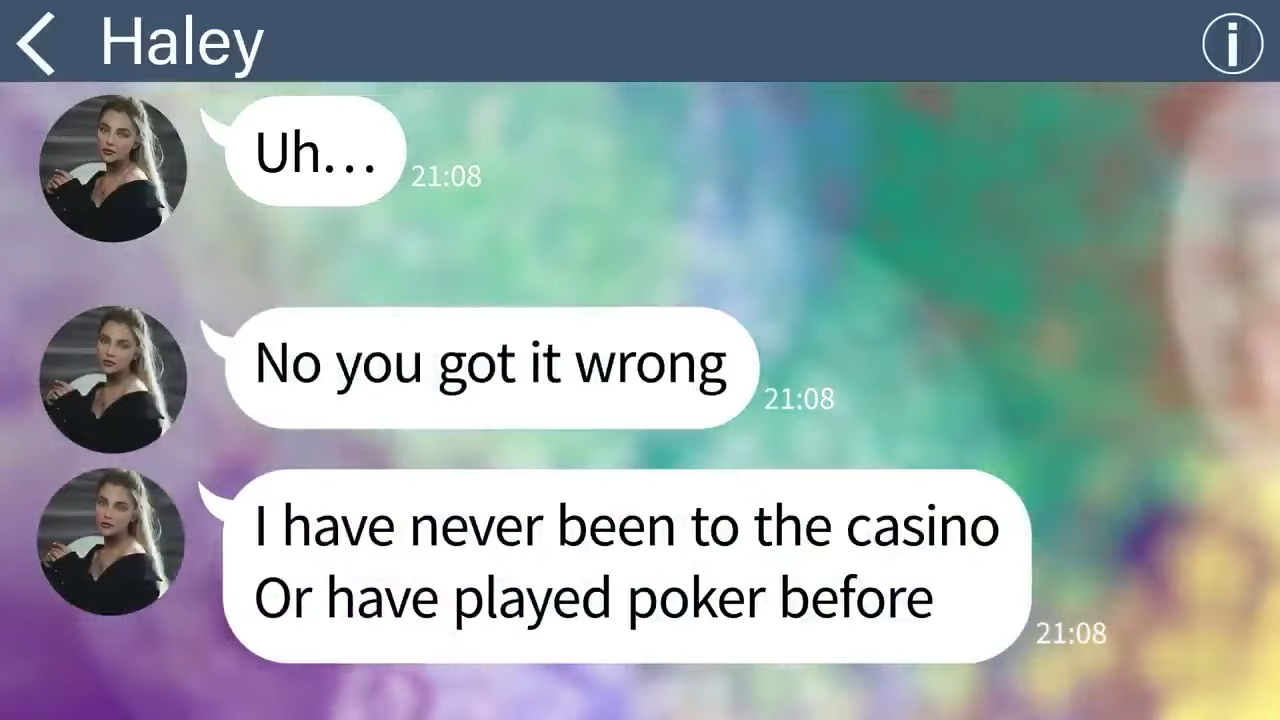 Haley
Uh...
21:08
No you got it wrong
21:08
I have never been to the casino
Or have played poker before
21:08